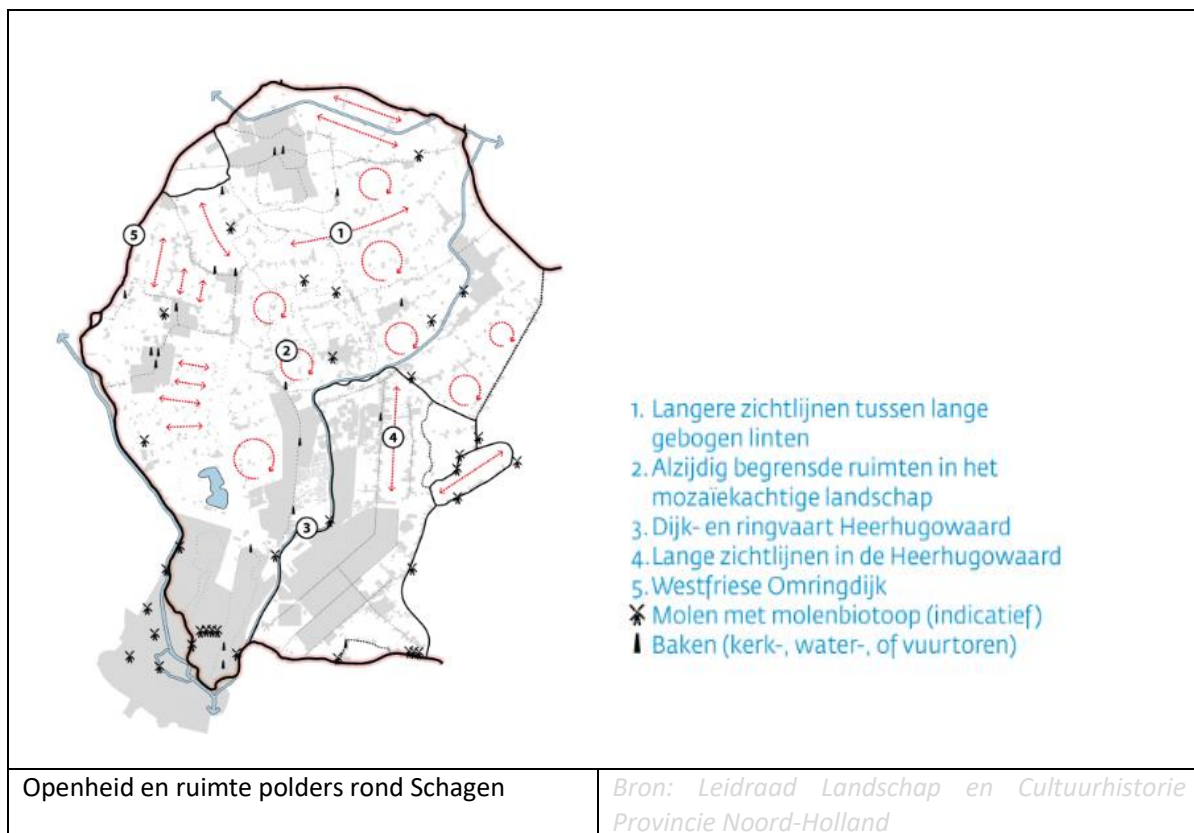 1
5
2
4
3
1. Langere zichtlijnen tussen lange
gebogen linten
2. Alzijdig begrensde ruimten in het
mozaïekachtige landschap
3. Dijk- en ringvaart Heerhugowaard
4. Lange zichtlijnen in de Heerhugowaard
5. Westfriese Omringdijk
Molen met molenbiotoop (indicatief)
Baken (kerk-, water-, of vuurtoren)
Openheid en ruimte polders rond Schagen
Bron: Leidraad Landschap en Cultuurhistorie
Provincie Noord-Holland